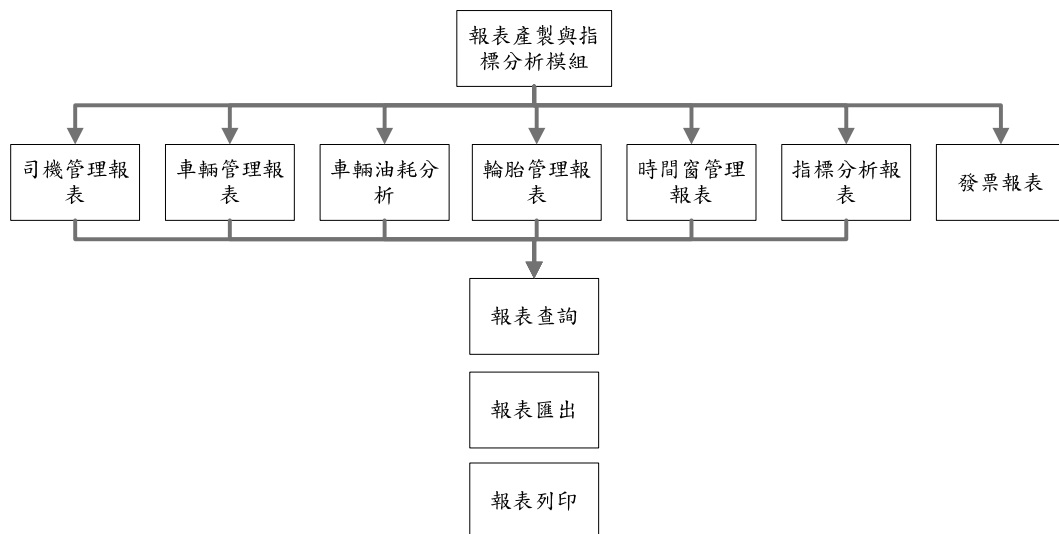 報表產製與指
標分析模組
司機管理報
表
車輛管理報
表
車輛油耗分
析
輪胎管理報
表
時間窗管理
報表
指標分析報
表
發票報表
報表查詢
報表匯出
報表列印